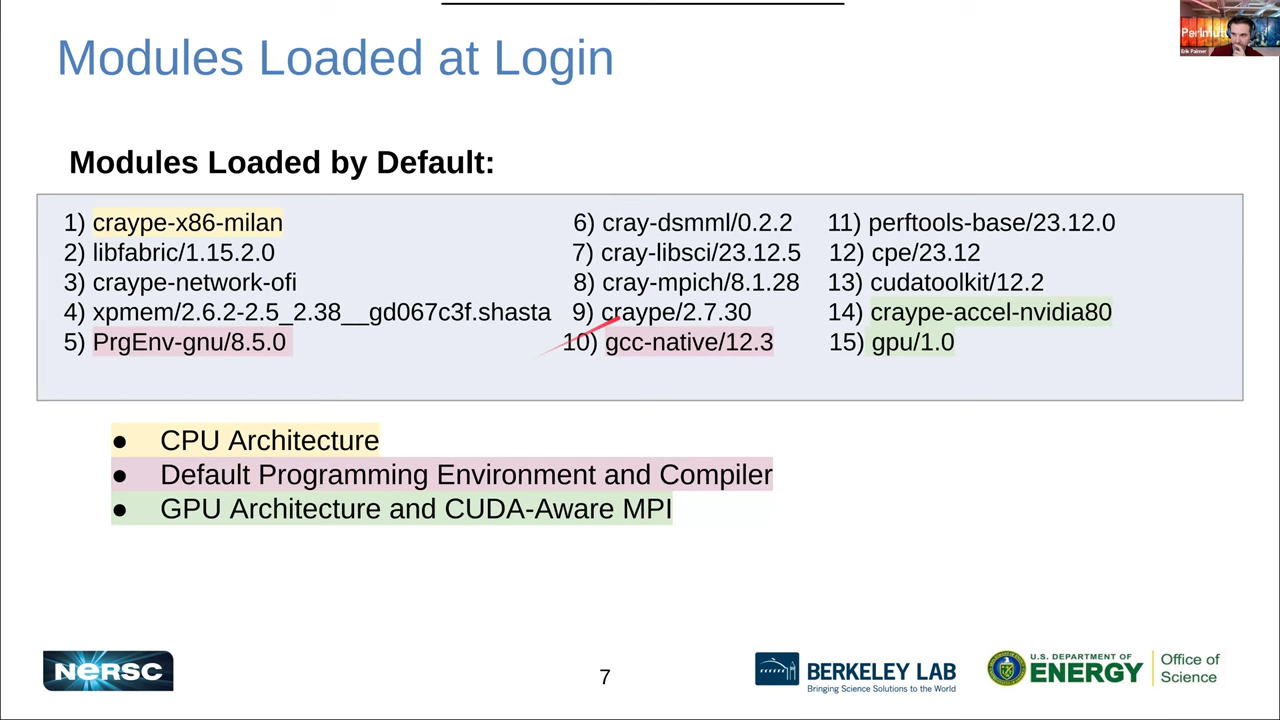 Modules Loaded at Login
Perlmut
Erik Palmer
Modules Loaded by Default:
1) craype-x86-milan
2) libfabric/1.15.2.0
3) craype-network-ofi
4) xpmem/2.6.2-2.5_2.38__gd067c3f.shasta
5) PrgEnv-gnu/8.5.0
6) cray-dsmml/0.2.2
7) cray-libsci/23.12.5
8) cray-mpich/8.1.28
9) craype/2.7.30
10) gcc-native/12.3
11) perftools-base/23.12.0
12) cpe/23.12
13) cudatoolkit/12.2
14) craype-accel-nvidia80
15) gpu/1.0
● CPU Architecture
● Default Programming Environment and Compiler
● GPU Architecture and CUDA-Aware MPI
NERSC
7
BERKELEY LAB
Bringing Science Solutions to the World
U.S. DEPARTMENT OF
ENERGY
Office of
Science